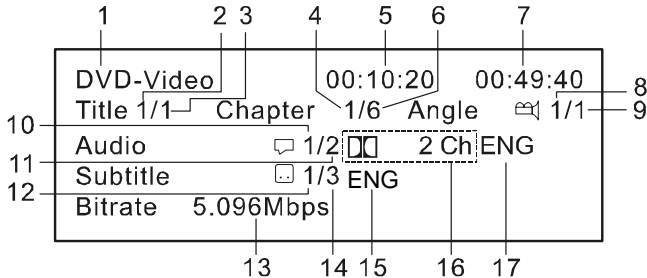 1 2 3 4 5 6 7
DVD-Video 00:10:20 00:49:40
8
Title 1/1 Chapter 1/6 Angle 1/1
9
10
Audio 1/2 2 Ch ENG
11
Subtitle 1/3 ENG
12
Bitrate 5.096Mbps
13 14 15 16 17